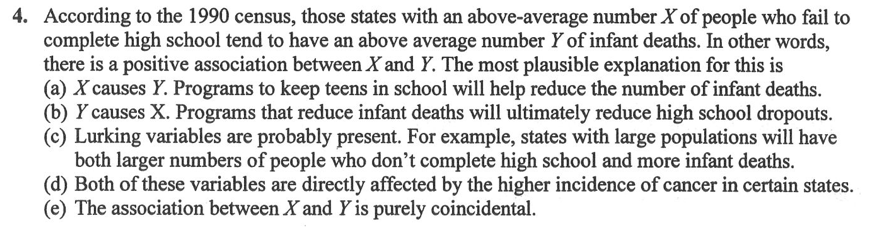 4. According to the 1990 census, those states with an above-average number X of people who fail to
complete high school tend to have an above average number Y of infant deaths. In other words,
there is a positive association between X and Y. The most plausible explanation for this is
(a) X causes Y. Programs to keep teens in school will help reduce the number of infant deaths.
(b) Y causes X. Programs that reduce infant deaths will ultimately reduce high school dropouts.
(c) Lurking variables are probably present. For example, states with large populations will have
both larger numbers of people who don't complete high school and more infant deaths.
(d) Both of these variables are directly affected by the higher incidence of cancer in certain states.
(e) The association between X and Y is purely coincidental.